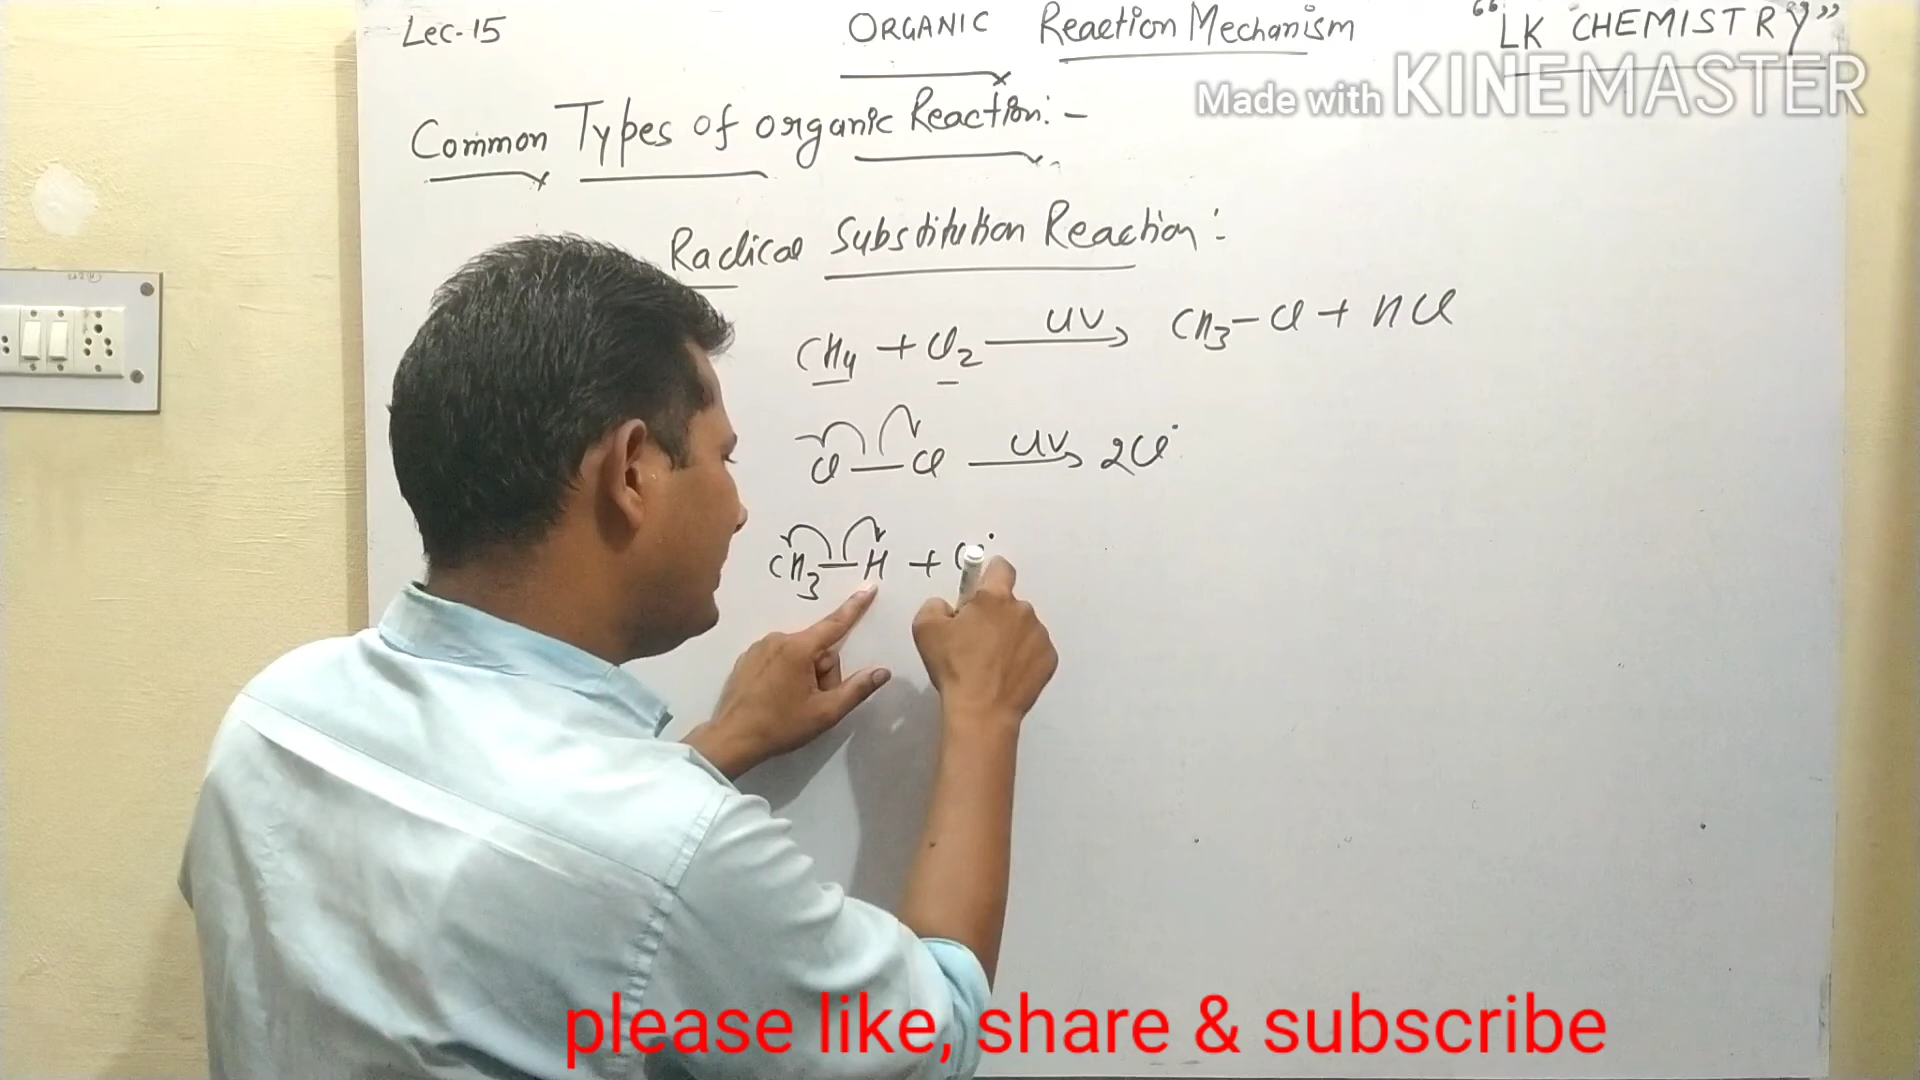 Lec-15 ORGANIC Reaction Mechanism "LK CHEMISTRY"
Made with KINEMASTER
Common Types of organic Reaction:-
Radical Substitution Reaction:
CH4 + Cl2 UV→ CH3-Cl + HCl
Cl—Cl UV→ 2Cl•
CH3—H +
please like, share & subscribe